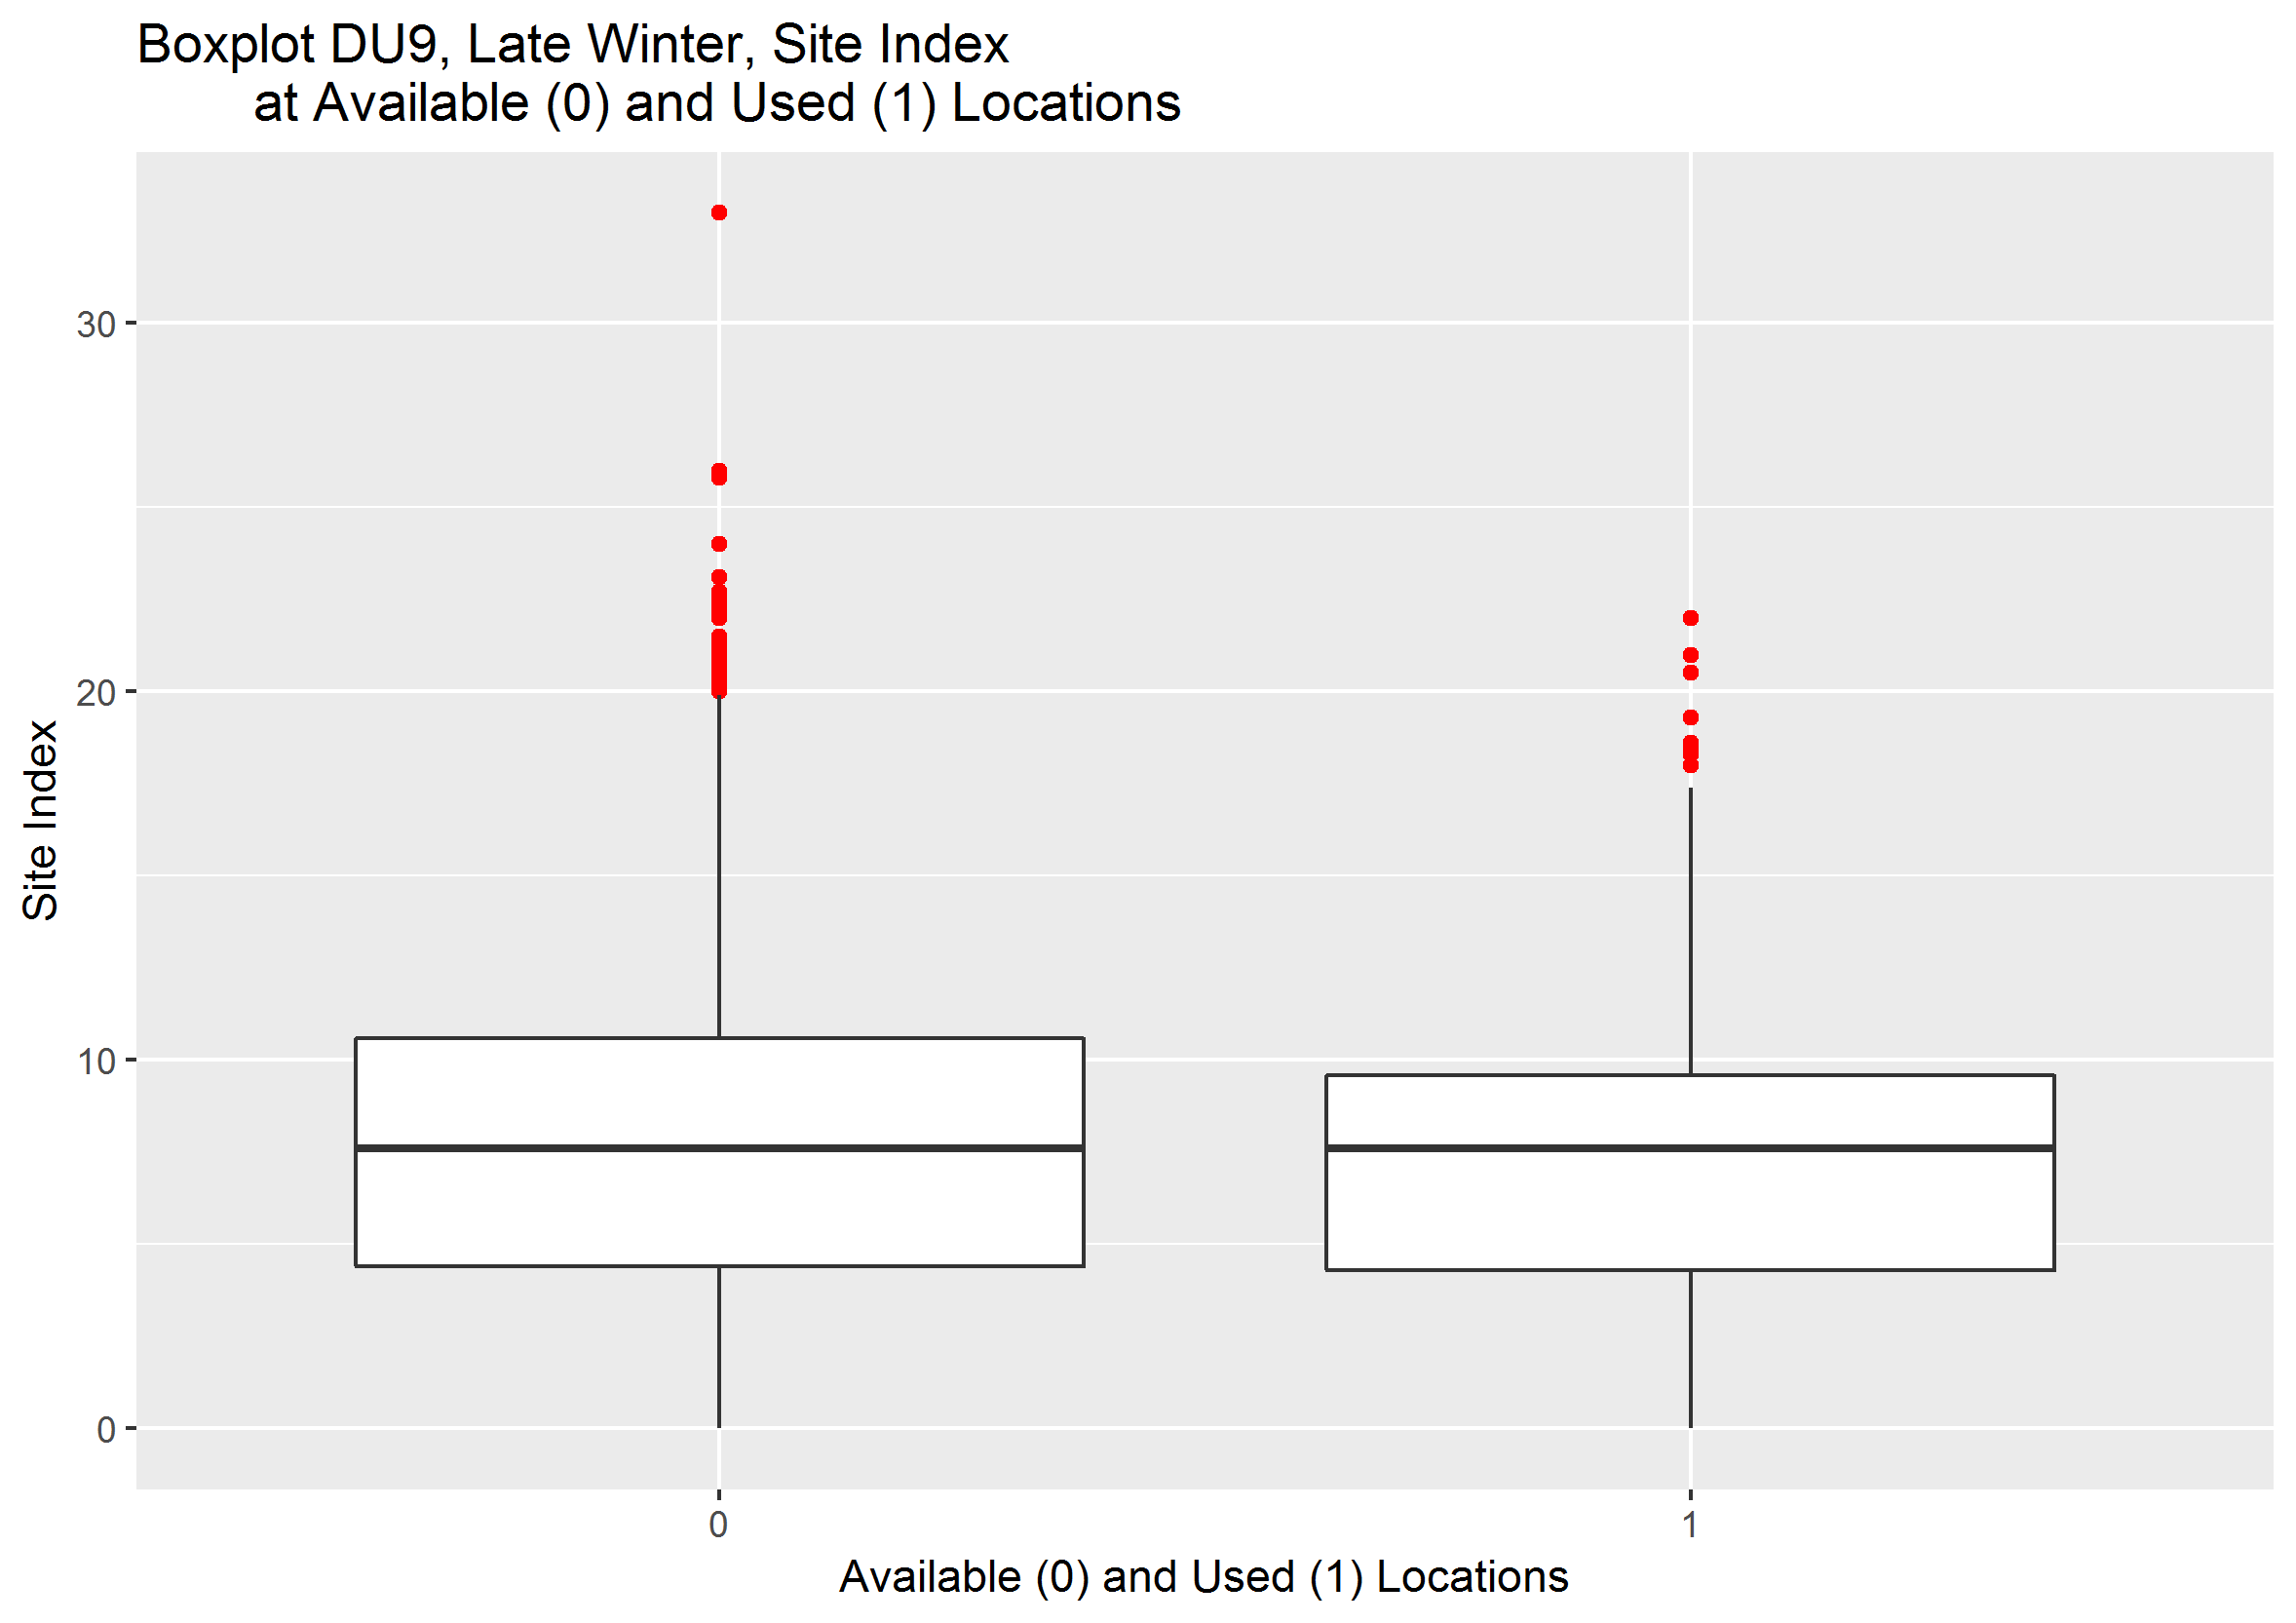 Boxplot DU9, Late Winter, Site Index
at Available (0) and Used (1) Locations
Site Index
30
20
10
0
0
1
Available (0) and Used (1) Locations